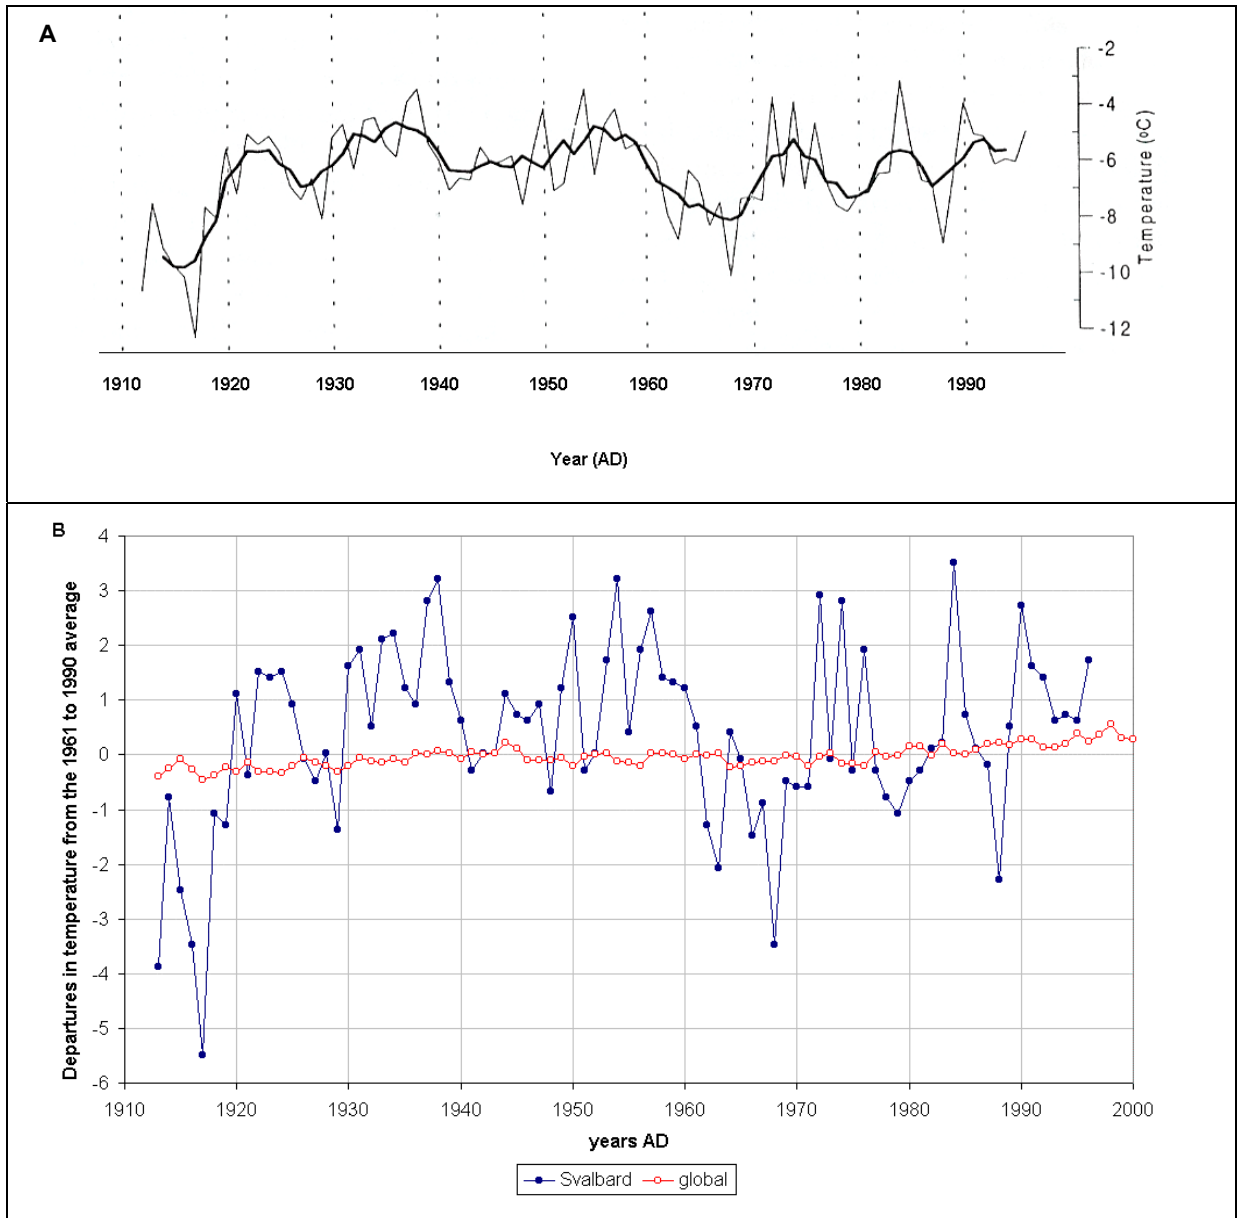 A
-2
-4
-6
-8
-10
-12
Temperature (ºC)
1910 1920 1930 1940 1950 1960 1970 1980 1990
Year (AD)
B
4
3
2
1
0
-1
-2
-3
-4
-5
-6
Departures in temperature from the 1961 to 1990 average
1910 1920 1930 1940 1950 1960 1970 1980 1990 2000
years AD
Svalbard global